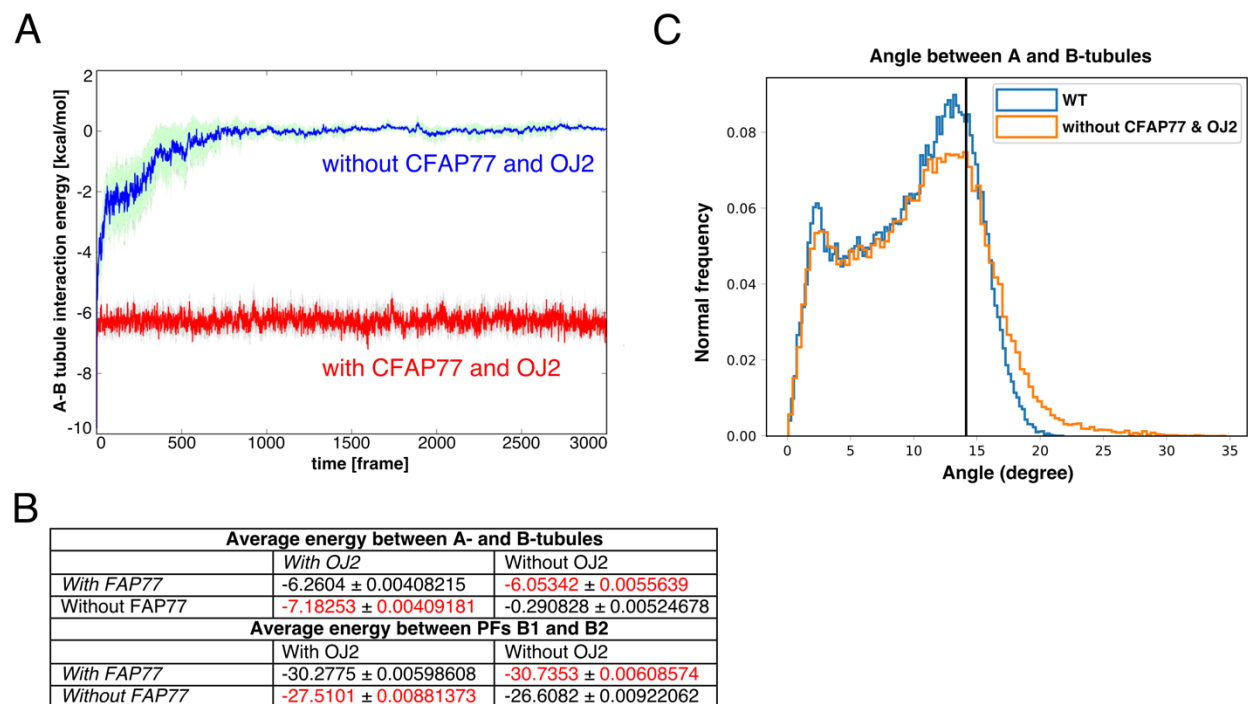 A
2
0
-2
-4
-6
-8
-10
A-B tubule interaction energy [kcal/mol]
without CFAP77 and OJ2
with CFAP77 and OJ2
0 500 1000 1500 2000 2500 3000
time [frame]
C
Angle between A and B-tubules
WT
without CFAP77 & OJ2
0.08
0.06
0.04
0.02
0.00
Normal frequency
0 5 10 15 20 25 30 35
Angle (degree)
B
Average energy between A- and B-tubules
With OJ2 Without OJ2
With FAP77 -6.2604 ± 0.00408215 -6.05342 ± 0.0055639
Without FAP77 -7.18253 ± 0.00409181 -0.290828 ± 0.00524678
Average energy between PFs B1 and B2
With OJ2 Without OJ2
With FAP77 -30.2775 ± 0.00598608 -30.7353 ± 0.00608574
Without FAP77 -27.5101 ± 0.00881373 -26.6082 ± 0.00922062